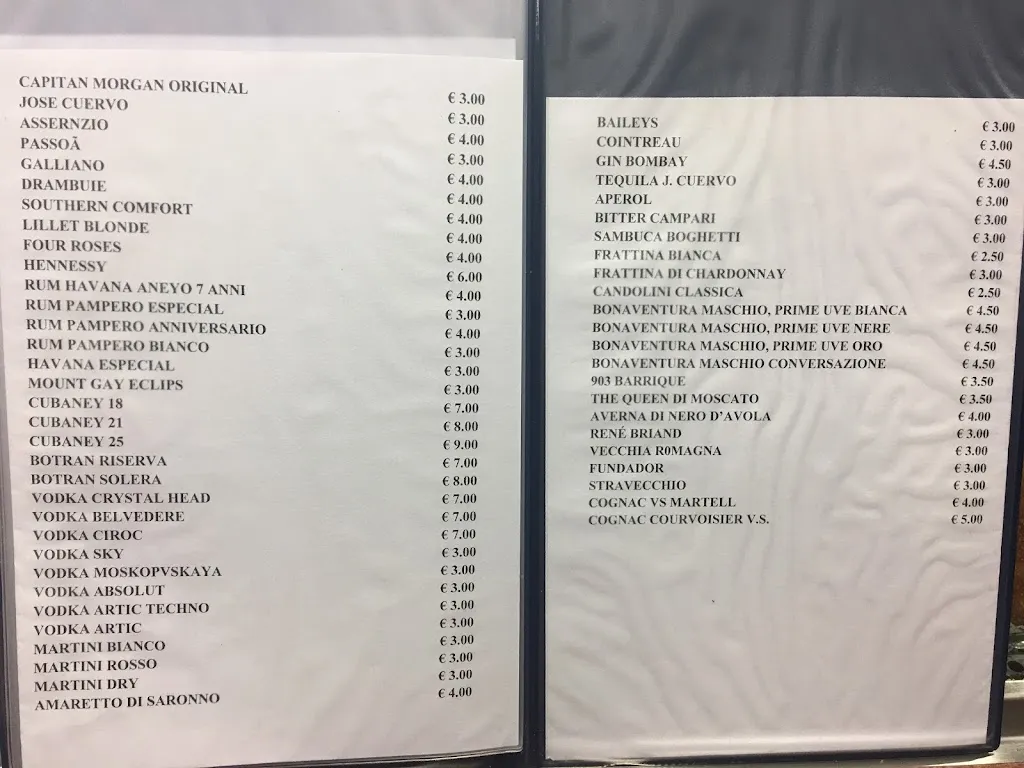 CAPITAN MORGAN ORIGINAL € 3.00
JOSE CUERVO € 3.00
ASSERNZIO € 4.00
PASSOÃ € 3.00
GALLIANO € 4.00
DRAMBUIE € 4.00
SOUTHERN COMFORT € 4.00
LILLET BLONDE € 4.00
FOUR ROSES € 4.00
HENNESSY € 6.00
RUM HAVANA ANEYO 7 ANNI € 4.00
RUM PAMPERO ESPECIAL € 3.00
RUM PAMPERO ANNIVERSARIO € 4.00
RUM PAMPERO BIANCO € 3.00
HAVANA ESPECIAL € 3.00
MOUNT GAY ECLIPS € 3.00
CUBANEY 18 € 7.00
CUBANEY 21 € 8.00
CUBANEY 25 € 9.00
BOTRAN RISERVA € 7.00
BOTRAN SOLERA € 8.00
VODKA CRYSTAL HEAD € 7.00
VODKA BELVEDERE € 7.00
VODKA CIROC € 7.00
VODKA SKY € 3.00
VODKA MOSKOPVSKAYA € 3.00
VODKA ABSOLUT € 3.00
VODKA ARTIC TECHNO € 3.00
VODKA ARTIC € 3.00
MARTINI BIANCO € 3.00
MARTINI ROSSO € 3.00
MARTINI DRY € 3.00
AMARETTO DI SARONNO € 4.00
BAILEYS € 3.00
COINTREAU € 3.00
GIN BOMBAY € 4.50
TEQUILA J. CUERVO € 3.00
APEROL € 3.00
BITTER CAMPARI € 3.00
SAMBUCA BOGHETTI € 3.00
FRATTINA BIANCA € 2.50
FRATTINA DI CHARDONNAY € 3.00
CANDOLINI CLASSICA € 2.50
BONAVENTURA MASCHIO, PRIME UVE BIANCA € 4.50
BONAVENTURA MASCHIO, PRIME UVE NERE € 4.50
BONAVENTURA MASCHIO, PRIME UVE ORO € 4.50
BONAVENTURA MASCHIO CONVERSAZIONE € 4.50
903 BARRIQUE € 3.50
THE QUEEN DI MOSCATO € 3.50
AVERNA DI NERO D'AVOLA € 4.00
RENÉ BRIAND € 3.00
VECCHIA R0MAGNA € 3.00
FUNDADOR € 3.00
STRAVECCHIO € 3.00
COGNAC VS MARTELL € 4.00
COGNAC COURVOISIER V.S. € 5.00